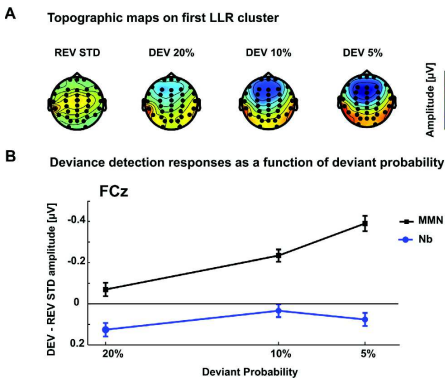 A
Topographic maps on first LLR cluster
REV STD DEV 20% DEV 10% DEV 5%
Amplitude [µV]
B
Deviance detection responses as a function of deviant probability
FCz
DEV - REV STD amplitude [µV]
-0.4
-0.2
0
0.2
MMN
Nb
20% 10% 5%
Deviant Probability